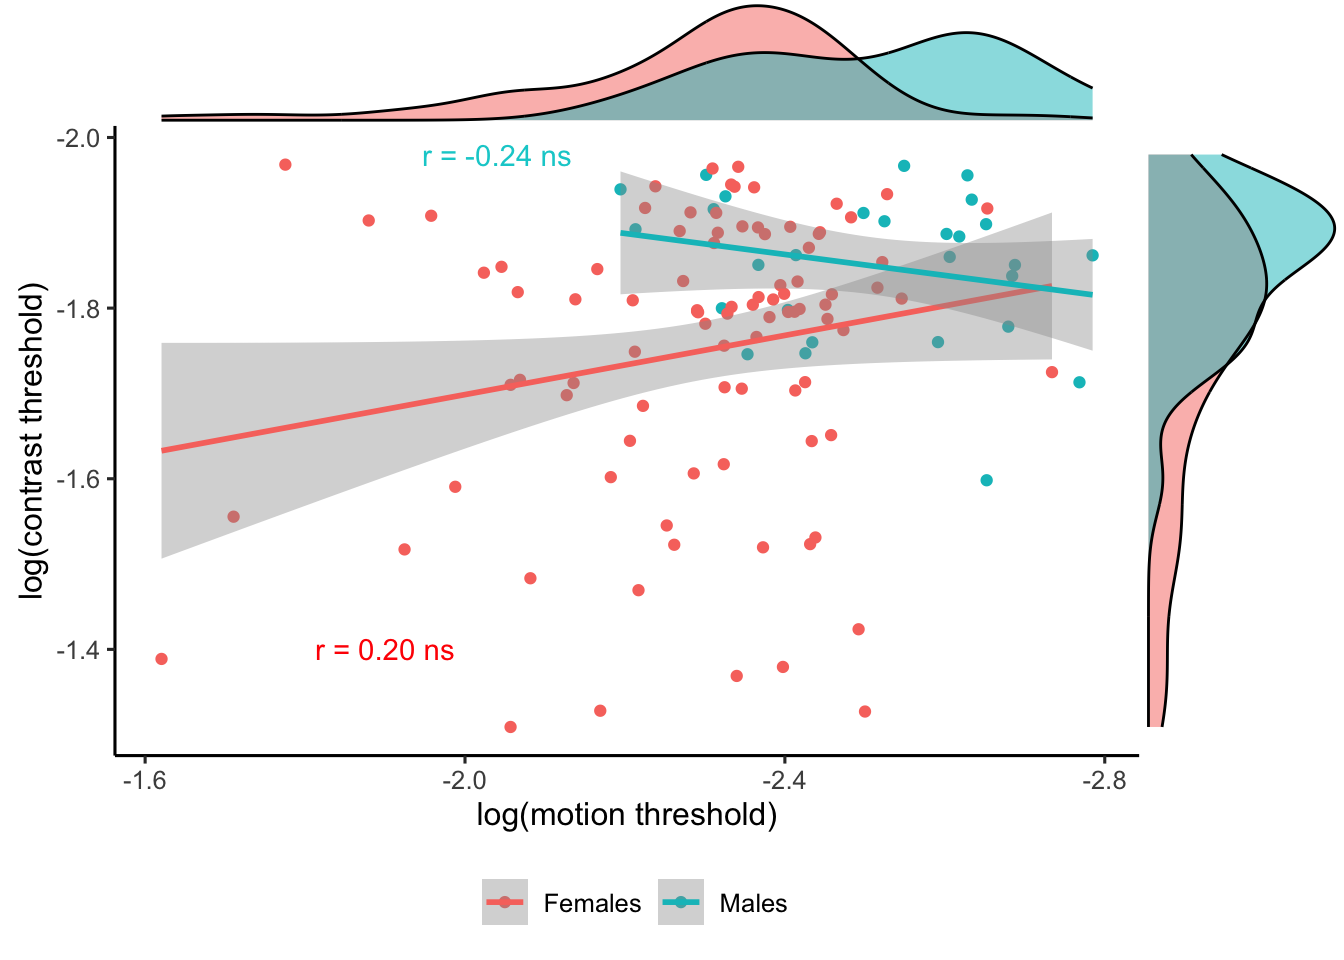 -2.0
r = -0.24 ns
-1.8
log(contrast threshold)
-1.6
r = 0.20 ns
-1.4
-1.6 -2.0 -2.4 -2.8
log(motion threshold)
Females Males